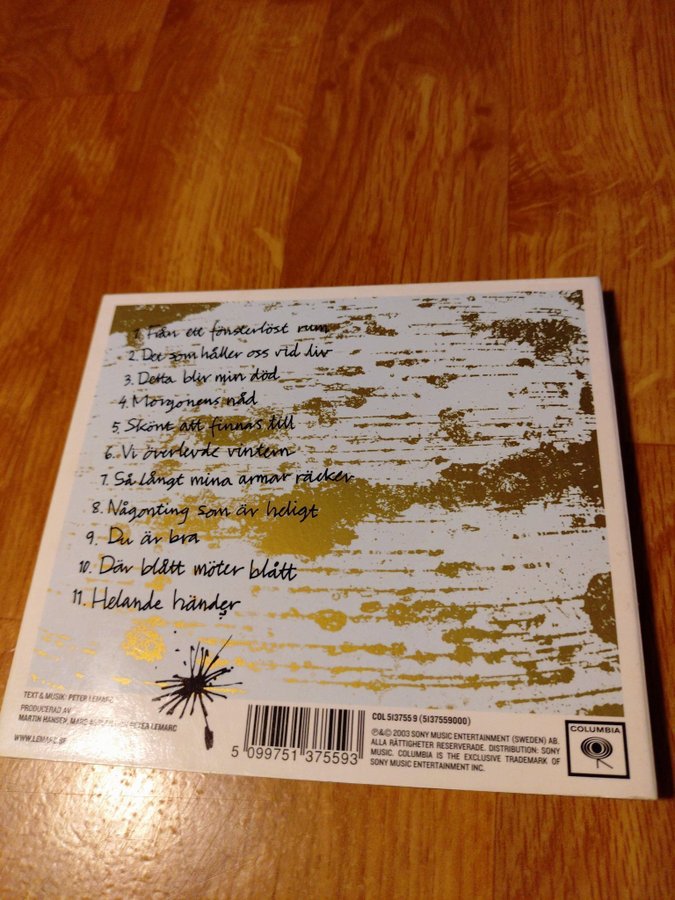 1. Från ett fönsterlöst rum
2. Det som håller oss vid liv
3. Detta blir min död
4. Morgonens nåd
5. Skönt att finnas till
6. Vi överlevde vintern
7. Så långt mina armar räcker
8. Någonting som är heligt
9. Du är bra
10. Där blått möter blått
11. Helande händer
TEXT & MUSIK: PETER LEMARC
PRODUCERAD AV
MARTIN HANSEN, PETER LEMARC
WWW.LEMARC.SE
5 099751 375593
COL 513755 9 (5137559000)
℗&© 2003 SONY MUSIC ENTERTAINMENT (SWEDEN) AB.
ALLA RÄTTIGHETER RESERVERADE. DISTRIBUTION: SONY
MUSIC. COLUMBIA IS THE EXCLUSIVE TRADEMARK OF
SONY MUSIC ENTERTAINMENT INC.
COLUMBIA